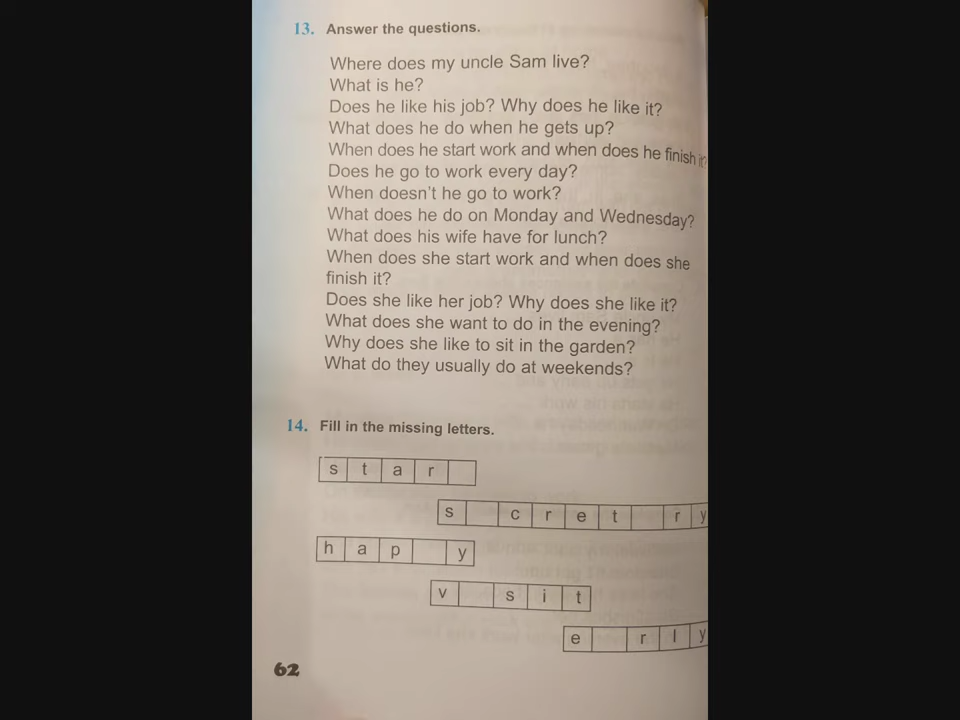 13. Answer the questions.
Where does my uncle Sam live?
What is he?
Does he like his job? Why does he like it?
What does he do when he gets up?
When does he start work and when does he finish it?
Does he go to work every day?
When doesn't he go to work?
What does he do on Monday and Wednesday?
What does his wife have for lunch?
When does she start work and when does she
finish it?
Does she like her job? Why does she like it?
What does she want to do in the evening?
Why does she like to sit in the garden?
What do they usually do at weekends?
14. Fill in the missing letters.
s t a r
s c r e t r y
h a p y
v s i t
e r l y
62